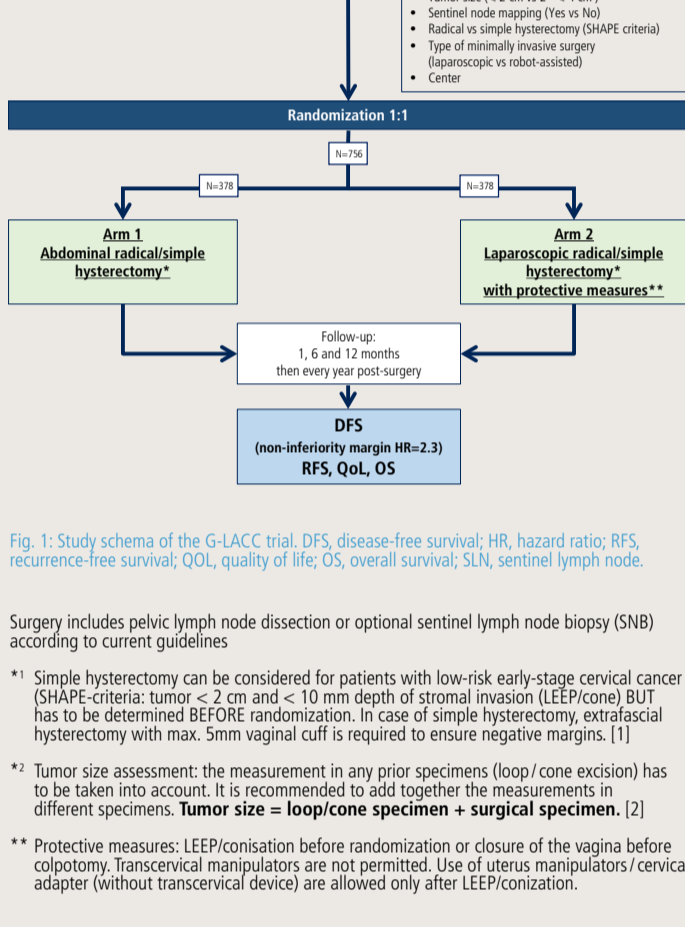 • Sentinel node mapping (Yes vs No)
• Radical vs simple hysterectomy (SHAPE criteria)
• Type of minimally invasive surgery
(laparoscopic vs robot-assisted)
• Center
Randomization 1:1
N=756
N=378
N=378
Arm 1
Abdominal radical/simple
hysterectomy*
Arm 2
Laparoscopic radical/simple
hysterectomy*
with protective measures**
Follow-up:
1, 6 and 12 months
then every year post-surgery
DFS
(non-inferiority margin HR=2.3)
RFS, QoL, OS
Fig. 1: Study schema of the G-LACC trial. DFS, disease-free survival; HR, hazard ratio; RFS,
recurrence-free survival; QOL, quality of life; OS, overall survival; SLN, sentinel lymph node.
Surgery includes pelvic lymph node dissection or optional sentinel lymph node biopsy (SNB)
according to current guidelines
*1 Simple hysterectomy can be considered for patients with low-risk early-stage cervical cancer
(SHAPE-criteria: tumor < 2 cm and < 10 mm depth of stromal invasion (LEEP/cone) BUT
has to be determined BEFORE randomization. In case of simple hysterectomy, extrafascial
hysterectomy with max. 5mm vaginal cuff is required to ensure negative margins. [1]
*2 Tumor size assessment: the measurement in any prior specimens (loop/cone excision) has
to be taken into account. It is recommended to add together the measurements in
different specimens. Tumor size = loop/cone specimen + surgical specimen. [2]
** Protective measures: LEEP/conisation before randomization or closure of the vagina before
colpotomy. Transcervical manipulators are not permitted. Use of uterus manipulators/cervica
adapter (without transcervical device) are allowed only after LEEP/conization.